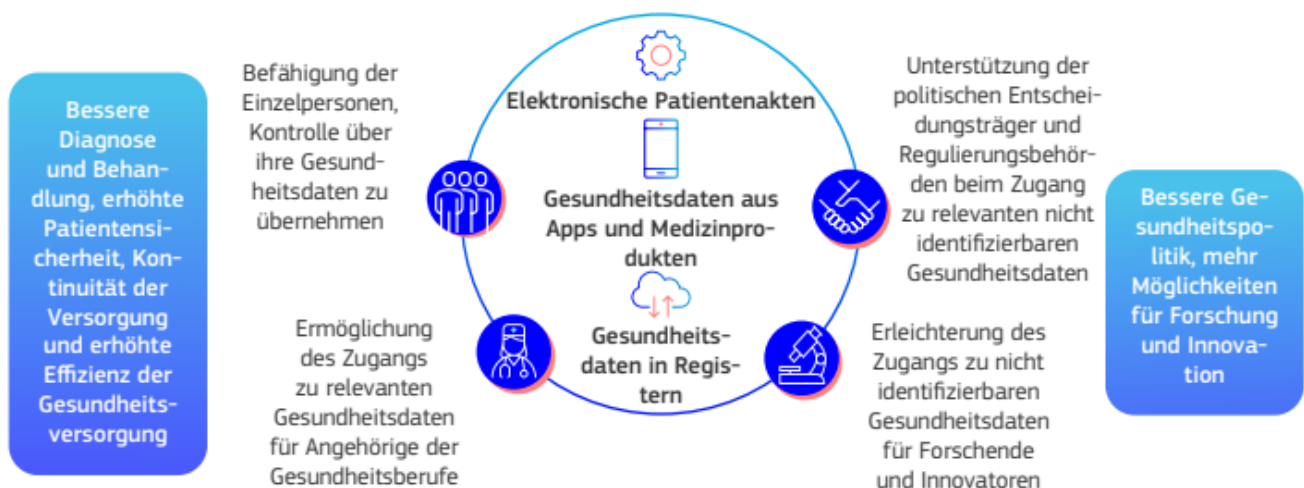 Bessere
Diagnose
und Behan-
dlung, erhöhte
Patientensi-
cherheit, Kon-
tinuität der
Versorgung
und erhöhte
Effizienz der
Gesundheits-
versorgung
Befähigung der
Einzelpersonen,
Kontrolle über
ihre Gesund-
heitsdaten zu
übernehmen
Ermöglichung
des Zugangs
zu relevanten
Gesundheitsdaten
für Angehörige der
Gesundheitsberufe
Elektronische Patientenakten
Gesundheitsdaten aus
Apps und Medizinpro-
dukten
Gesundheits-
daten in Regis-
tern
Unterstützung der
politischen Entschei-
dungsträger und
Regulierungsbehör-
den beim Zugang
zu relevanten nicht
identifizierbaren
Gesundheitsdaten
Erleichterung des
Zugangs zu nicht
identifizierbaren
Gesundheitsdaten
für Forschende
und Innovatoren
Bessere Ge-
sundheitspo-
litik, mehr
Möglichkeiten
für Forschung
und Innova-
tion